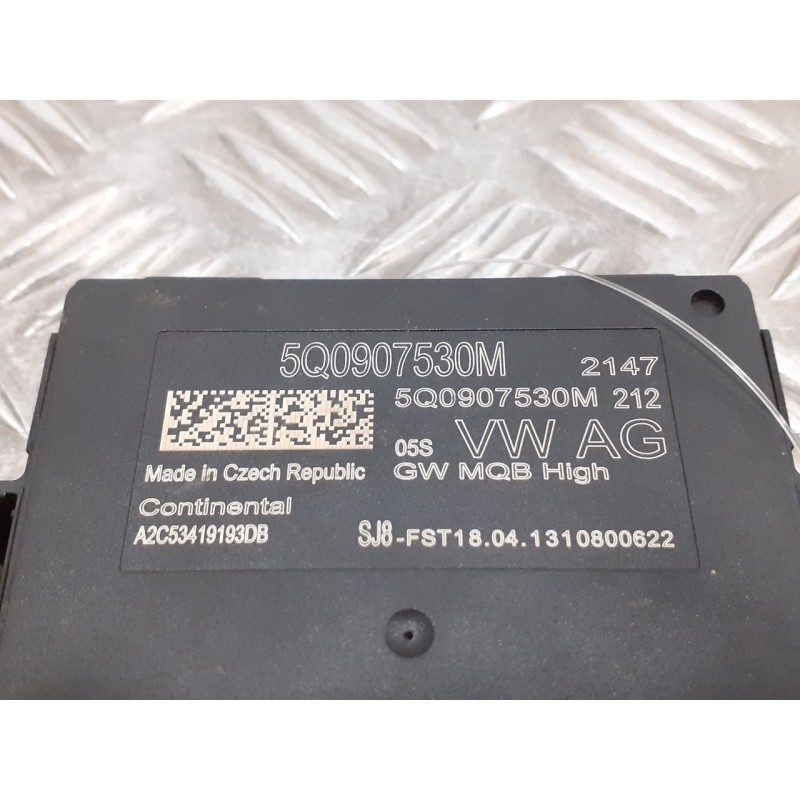 5Q0907530M 2147
5Q0907530M 212
05S VW AG
Made in Czech Republic GW MQB High
Continental
A2C53419193DB SJ8-FST18.04.1310800622